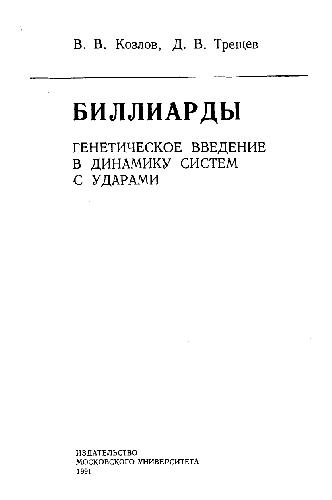 В. В. Козлов, Д. В. Трещев
БИЛЛИАРДЫ
ГЕНЕТИЧЕСКОЕ ВВЕДЕНИЕ
В ДИНАМИКУ СИСТЕМ
С УДАРАМИ
ИЗДАТЕЛЬСТВО
МОСКОВСКОГО УНИВЕРСИТЕТА
1991